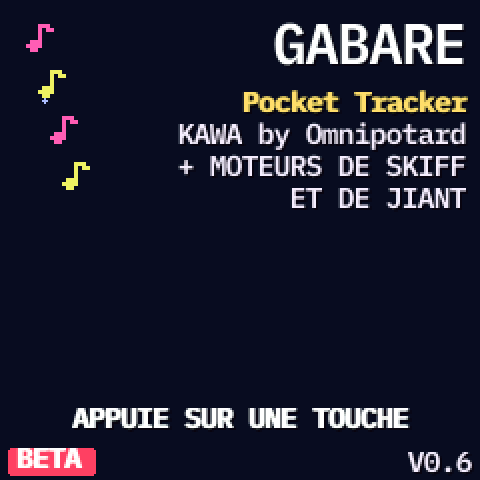 GABARE
Pocket Tracker
KAWA by Omnipotard
+ MOTEURS DE SKIFF
ET DE JIANT
APPUIE SUR UNE TOUCHE
BETA
V0.6